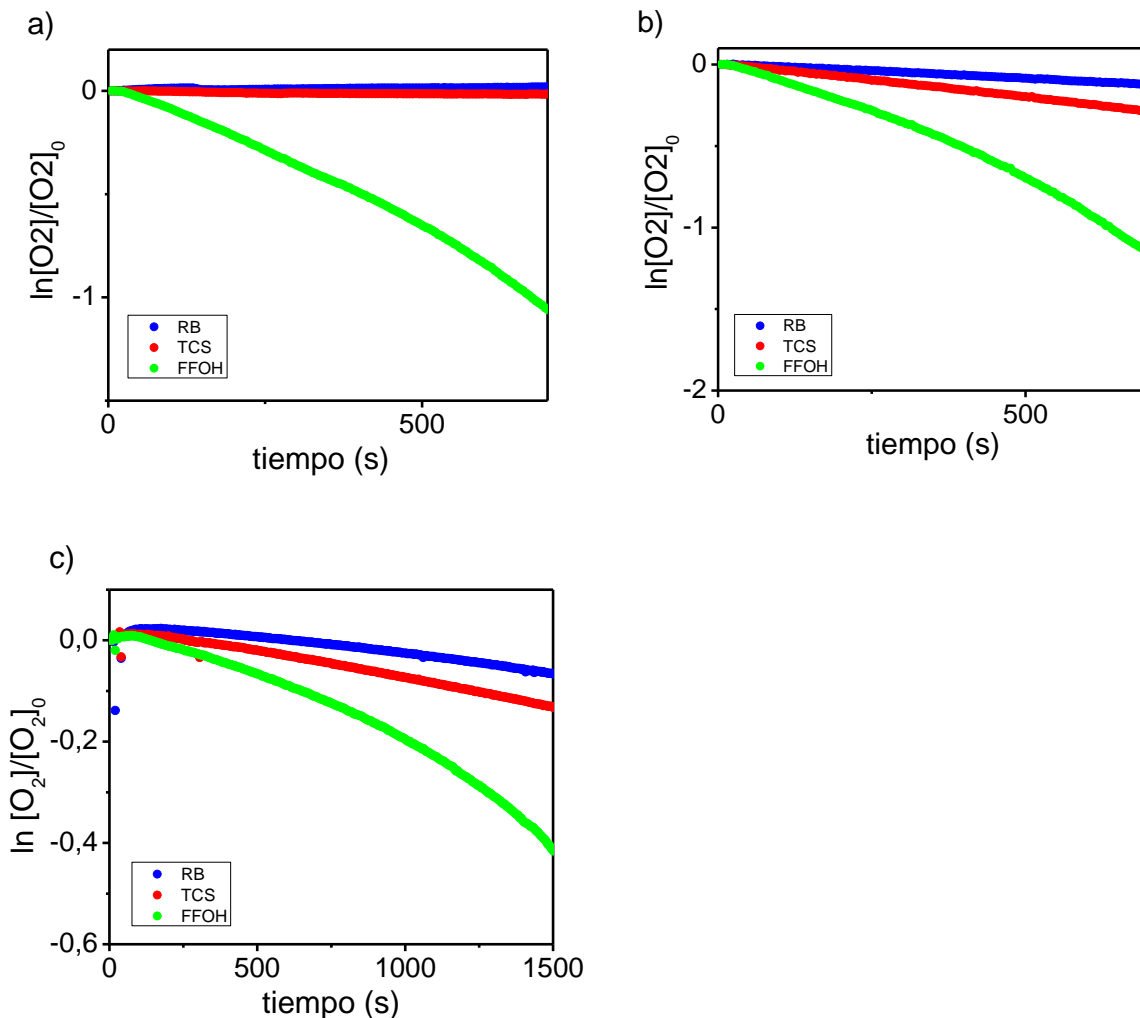 a)
0
-1
ln[O2]/[O2]₀
RB
TCS
FFOH
0
500
tiempo (s)
b)
0
-1
-2
ln[O2]/[O2]₀
RB
TCS
FFOH
0
500
tiempo (s)
c)
0,0
-0,2
-0,4
-0,6
ln [O₂]/[O₂]₀
RB
TCS
FFOH
0
500
1000
1500
tiempo (s)